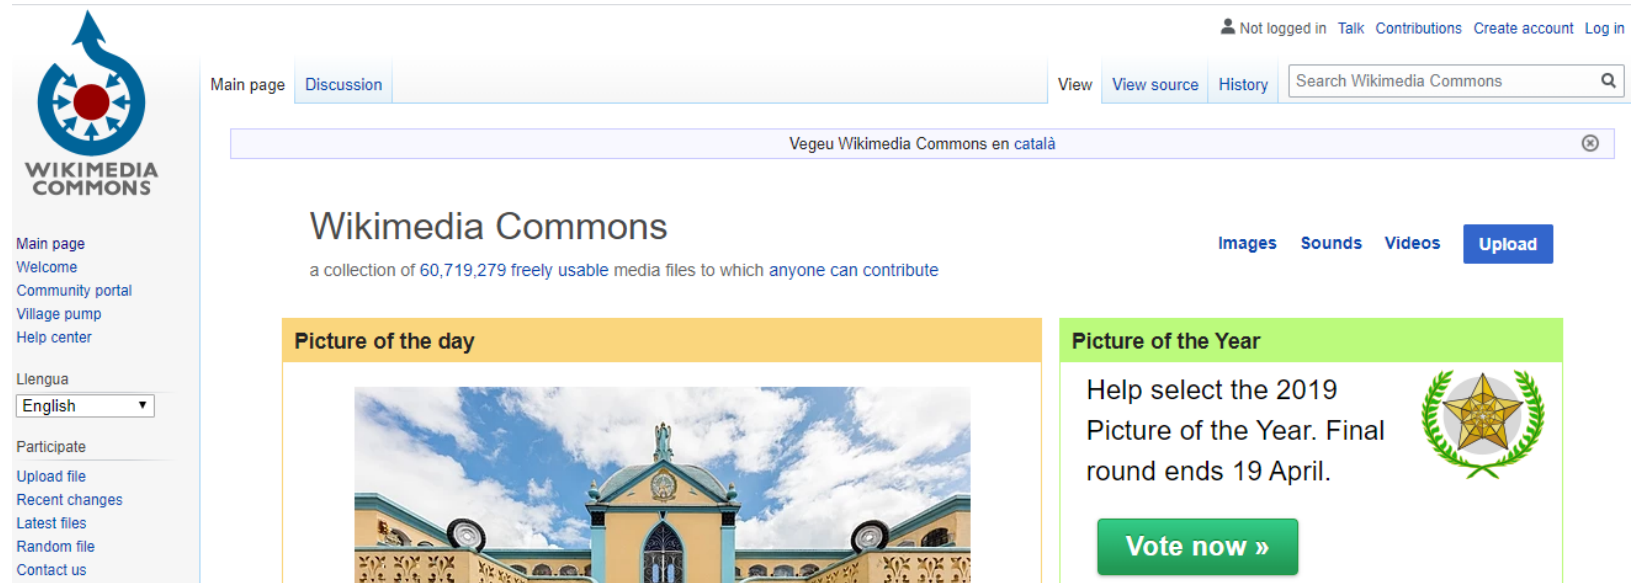 Not logged in Talk Contributions Create account Log in
WIKIMEDIA
COMMONS
Main page Discussion View View source History Search Wikimedia Commons
Vegeu Wikimedia Commons en català
Wikimedia Commons
a collection of 60,719,279 freely usable media files to which anyone can contribute
Images Sounds Videos Upload
Main page
Welcome
Community portal
Village pump
Help center
Llengua
English
Participate
Upload file
Recent changes
Latest files
Random file
Contact us
Picture of the day
Picture of the Year
Help select the 2019
Picture of the Year. Final
round ends 19 April.
Vote now »